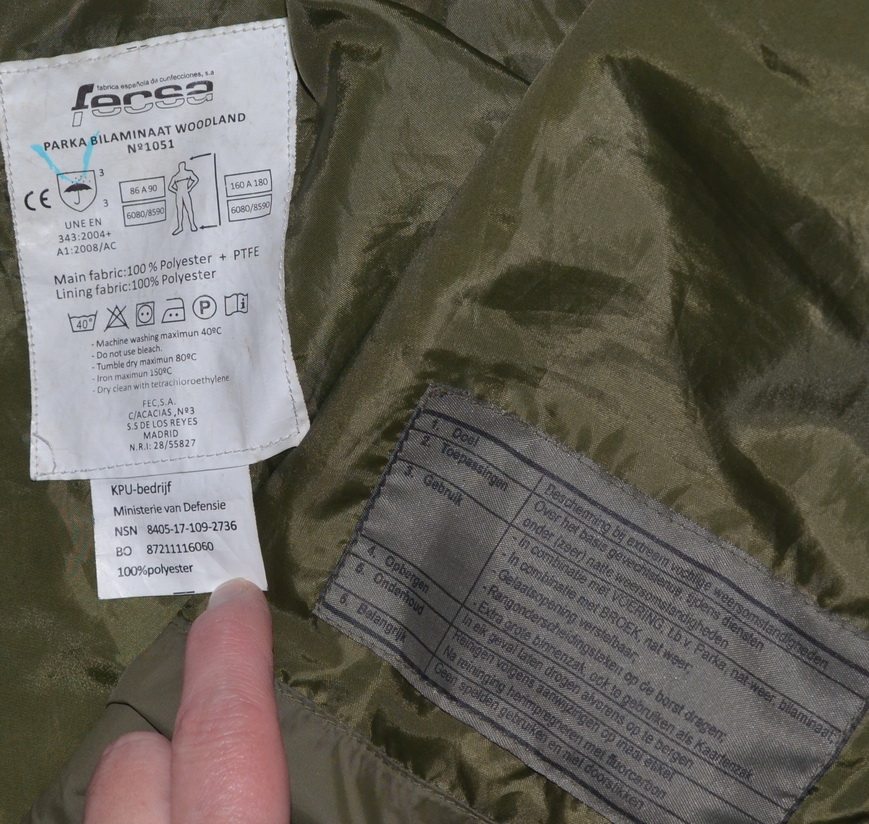 fabrica española de confecciones, s.a
fecsa
PARKA BILAMINAAT WOODLAND
Nº1051
CE
3
3
UNE EN
343:2004+
A1:2008/AC
86 A 90
6080/8590
160 A 180
6080/8590
Main fabric:100 % Polyester + PTFE
Lining fabric:100% Polyester
40°
P
i
- Machine washing maximun 40ºC
- Do not use bleach.
- Tumble dry maximun 80ºC
- Iron maximun 150ºC
- Dry clean with tetrachloroethylene
FEC,S.A.
C/ACACIAS ,Nº3
S.S DE LOS REYES
MADRID
N.R.I: 28/55827
KPU-bedrijf
Ministerie van Defensie
NSN 8405-17-109-2736
BO 87211116060
100%polyester
1. Doel
2. Toepassingen
3. Gebruik
4. Opbergen
5. Onderhoud
6. Belangrijk
Bescherming bij extreem vochtige weersomstandigheden.
Over het basis gevechtstenue, tijdens diensten
onder (zeer) natte weersomstandigheden
- In combinatie met VOERING, t.b.v. Parka, nat-weer, bilaminaat;
- In combinatie met BROEK, nat weer;
- Gelaatsopening verstelbaar;
- Rangonderscheidingsteken op de borst dragen;
- Extra grote binnenzak, ook te gebruiken als Kaartenzak
In elk geval laten drogen alvorens op te bergen.
Reinigen volgens aanwijzingen op maat etiket
Na reiniging herimpregneren met fluorcarbon
Geen spelden gebruiken en niet doorstikken.